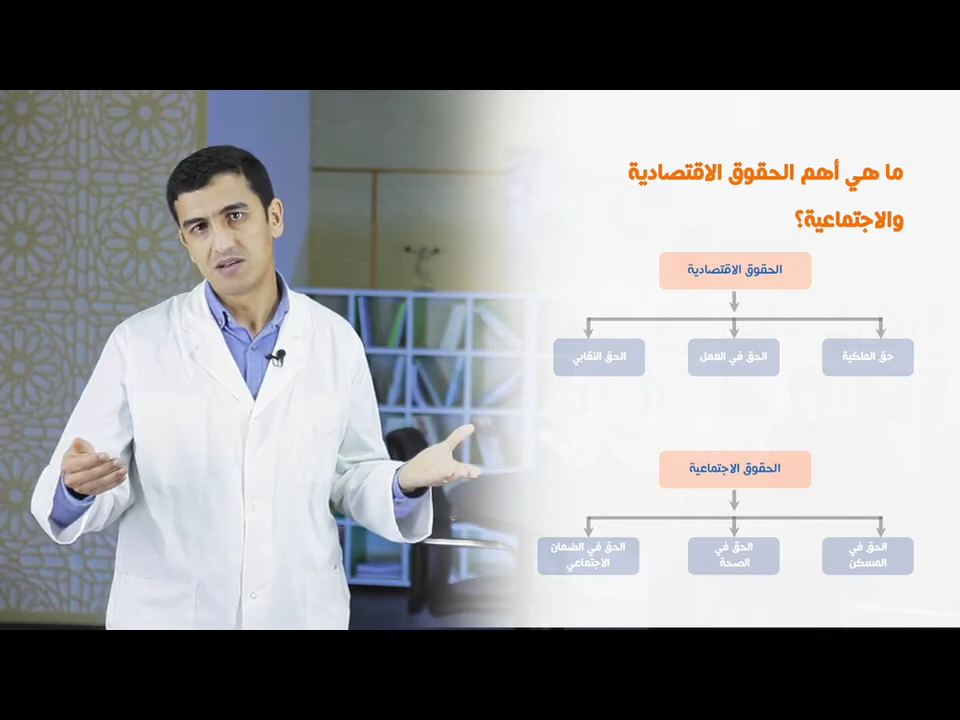 ما هي أهم الحقوق الاقتصادية
والاجتماعية؟
الحقوق الاقتصادية
حق الملكية
الحق في العمل
الحق النقابي
الحقوق الاجتماعية
الحق في
المسكن
الحق في
الصحة
الحق في الضمان
الاجتماعي